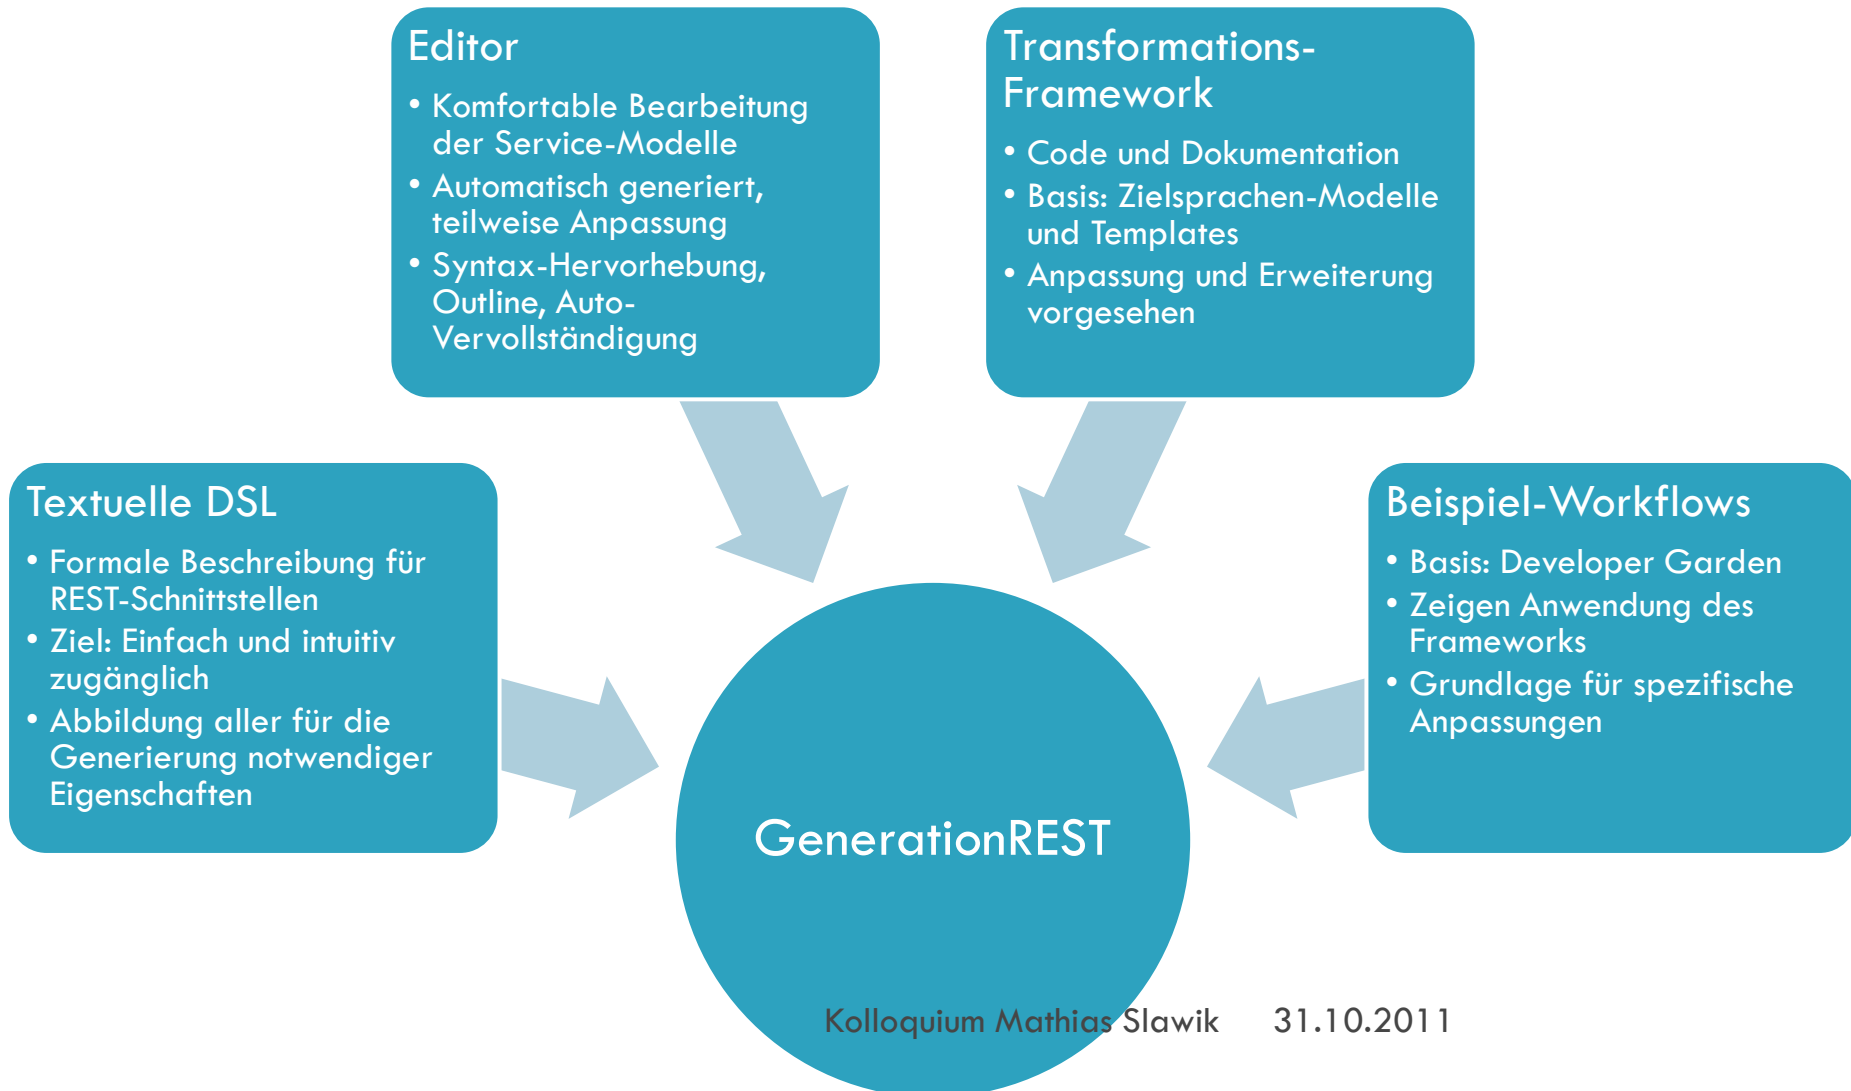 Editor
• Komfortable Bearbeitung
der Service-Modelle
• Automatisch generiert,
teilweise Anpassung
• Syntax-Hervorhebung,
Outline, Auto-
Vervollständigung
Transformations-
Framework
• Code und Dokumentation
• Basis: Zielsprachen-Modelle
und Templates
• Anpassung und Erweiterung
vorgesehen
Textuelle DSL
• Formale Beschreibung für
REST-Schnittstellen
• Ziel: Einfach und intuitiv
zugänglich
• Abbildung aller für die
Generierung notwendiger
Eigenschaften
Beispiel-Workflows
• Basis: Developer Garden
• Zeigen Anwendung des
Frameworks
• Grundlage für spezifische
Anpassungen
GenerationREST
Kolloquium Mathias Slawik 31.10.2011